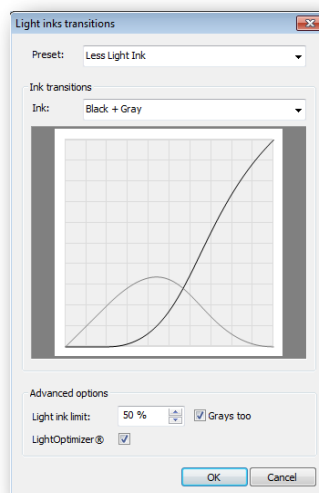 Light inks transitions
Preset: Less Light Ink
Ink transitions
Ink: Black + Gray
Advanced options
Light ink limit: 50 % Grays too
LightOptimizer®
OK Cancel